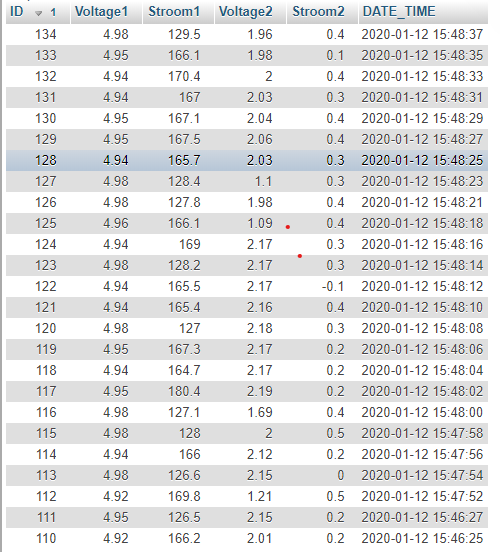 ID 1 Voltage1 Stroom1 Voltage2 Stroom2 DATE_TIME
134 4.98 129.5 1.96 0.4 2020-01-12 15:48:37
133 4.95 166.1 1.98 0.1 2020-01-12 15:48:35
132 4.94 170.4 2 0.4 2020-01-12 15:48:33
131 4.94 167 2.03 0.3 2020-01-12 15:48:31
130 4.95 167.1 2.04 0.4 2020-01-12 15:48:29
129 4.95 167.5 2.06 0.4 2020-01-12 15:48:27
128 4.94 165.7 2.03 0.3 2020-01-12 15:48:25
127 4.98 128.4 1.1 0.3 2020-01-12 15:48:23
126 4.98 127.8 1.98 0.4 2020-01-12 15:48:21
125 4.96 166.1 1.09 0.4 2020-01-12 15:48:18
124 4.94 169 2.17 0.3 2020-01-12 15:48:16
123 4.98 128.2 2.17 0.3 2020-01-12 15:48:14
122 4.94 165.5 2.17 -0.1 2020-01-12 15:48:12
121 4.94 165.4 2.16 0.4 2020-01-12 15:48:10
120 4.98 127 2.18 0.3 2020-01-12 15:48:08
119 4.95 167.3 2.17 0.2 2020-01-12 15:48:06
118 4.94 164.7 2.17 0.2 2020-01-12 15:48:04
117 4.95 180.4 2.19 0.2 2020-01-12 15:48:02
116 4.98 127.1 1.69 0.4 2020-01-12 15:48:00
115 4.98 128 2 0.5 2020-01-12 15:47:58
114 4.94 166 2.12 0.2 2020-01-12 15:47:56
113 4.98 126.6 2.15 0 2020-01-12 15:47:54
112 4.92 169.8 1.21 0.5 2020-01-12 15:47:52
111 4.95 126.5 2.15 0.2 2020-01-12 15:46:27
110 4.92 166.2 2.01 0.2 2020-01-12 15:46:25